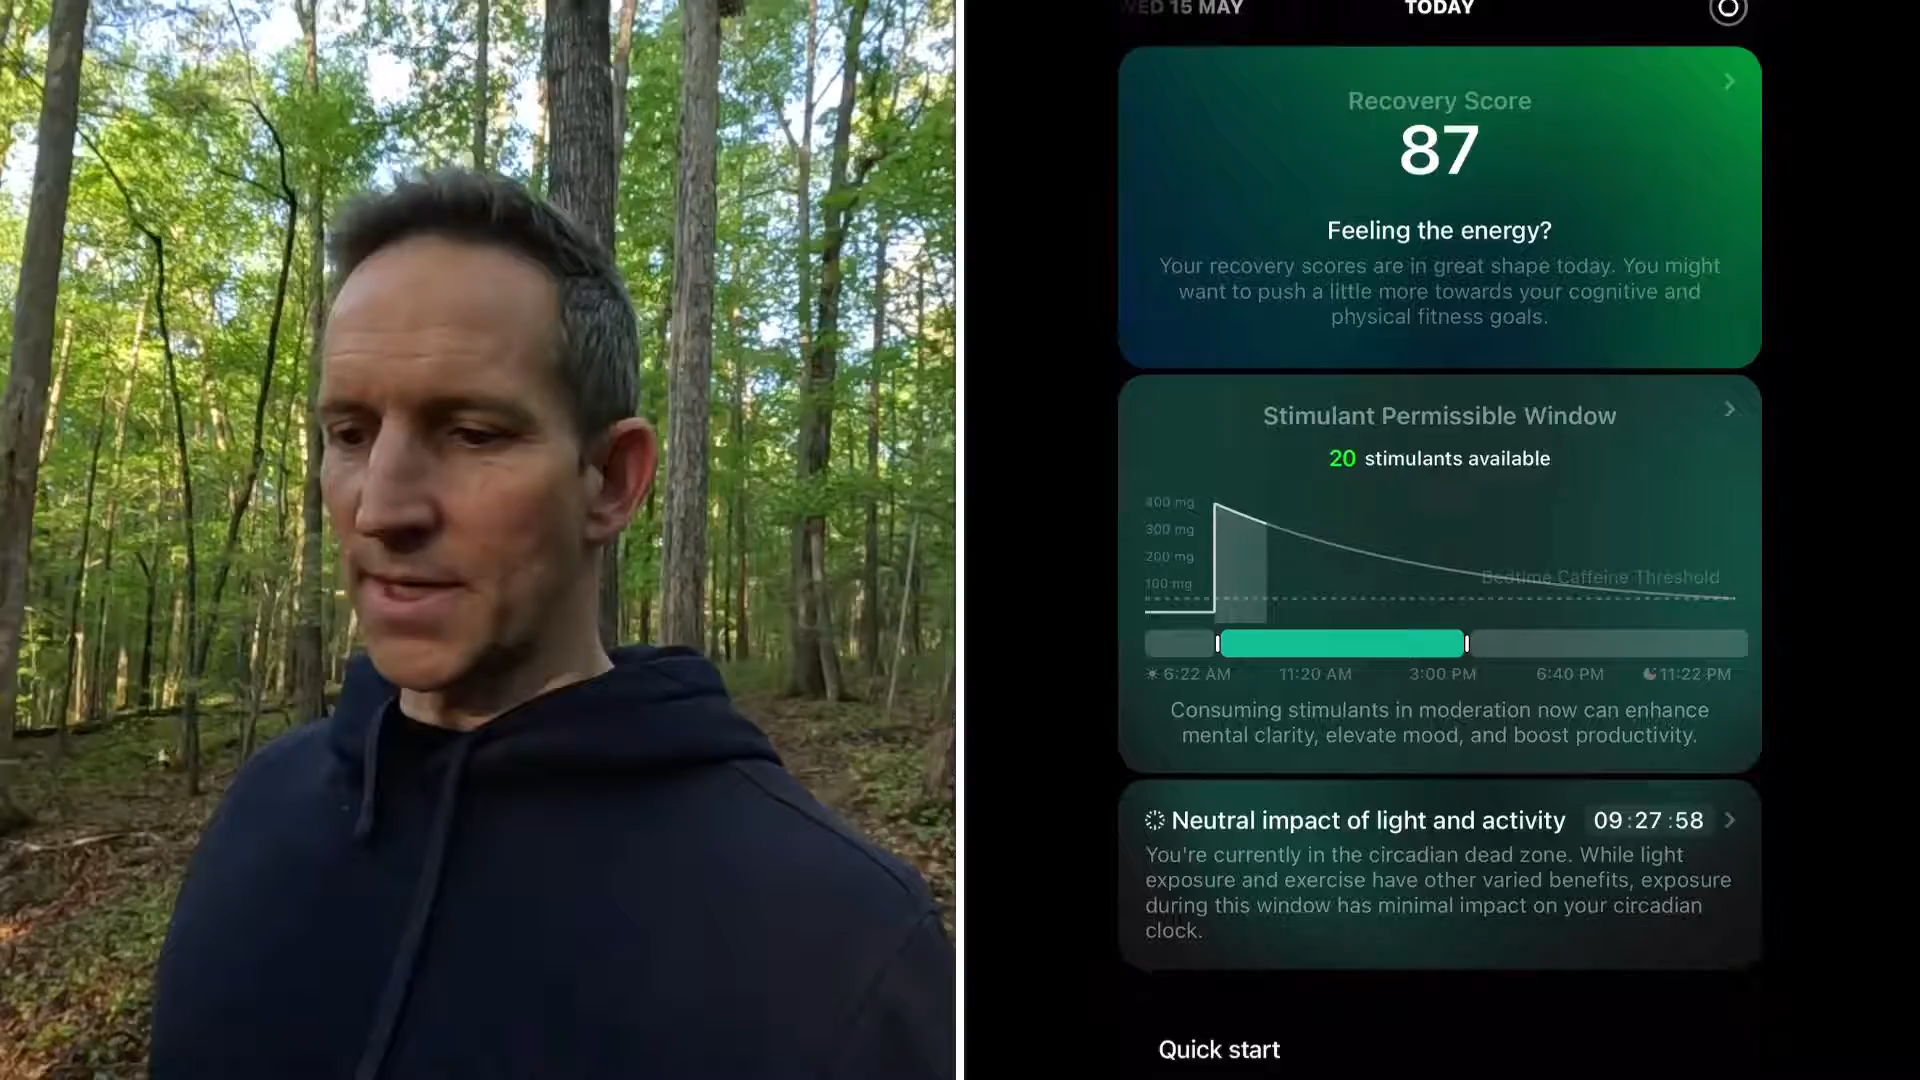 WED 15 MAY
TODAY
Recovery Score
87
Feeling the energy?
Your recovery scores are in great shape today. You might
want to push a little more towards your cognitive and
physical fitness goals.
Stimulant Permissible Window
20 stimulants available
400 mg
300 mg
200 mg
100 mg
Bedtime Caffeine Threshold
6:22 AM 11:20 AM 3:00 PM 6:40 PM 11:22 PM
Consuming stimulants in moderation now can enhance
mental clarity, elevate mood, and boost productivity.
Neutral impact of light and activity 09:27:58
You're currently in the circadian dead zone. While light
exposure and exercise have other varied benefits, exposure
during this window has minimal impact on your circadian
clock.
Quick start